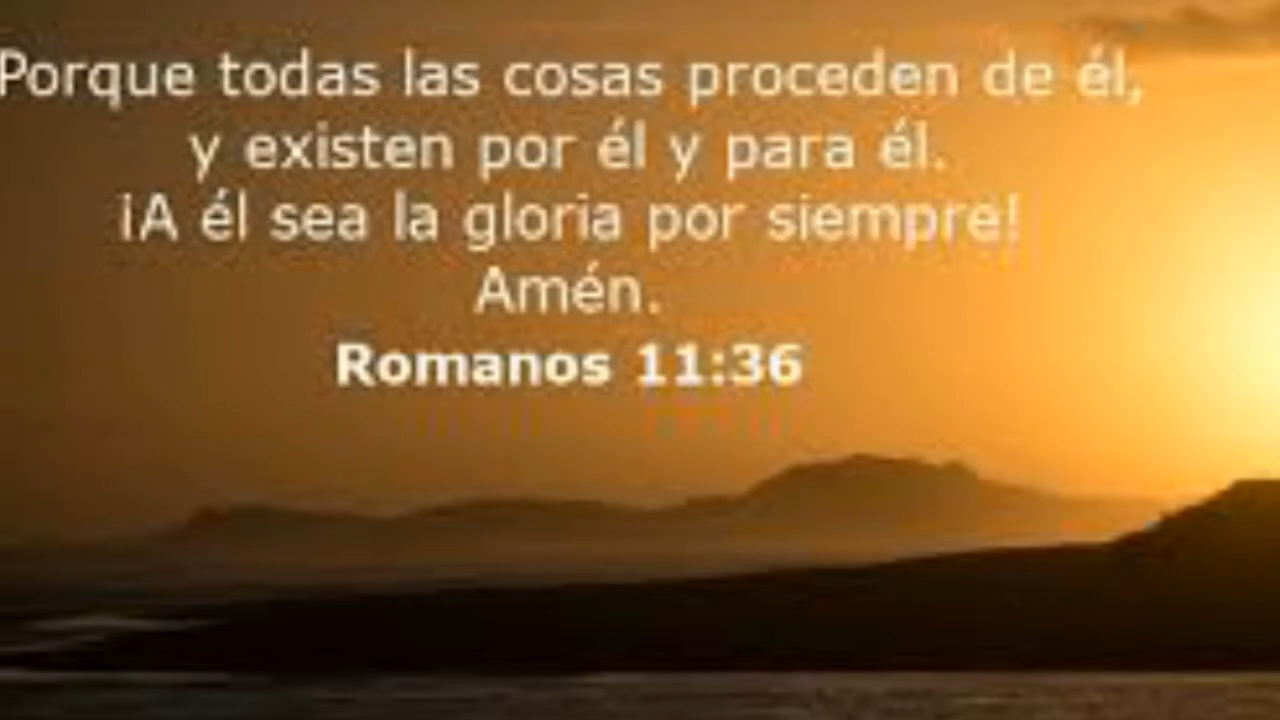 Porque todas las cosas proceden de él,
y existen por él y para él.
¡A él sea la gloria por siempre!
Amén.
Romanos 11:36